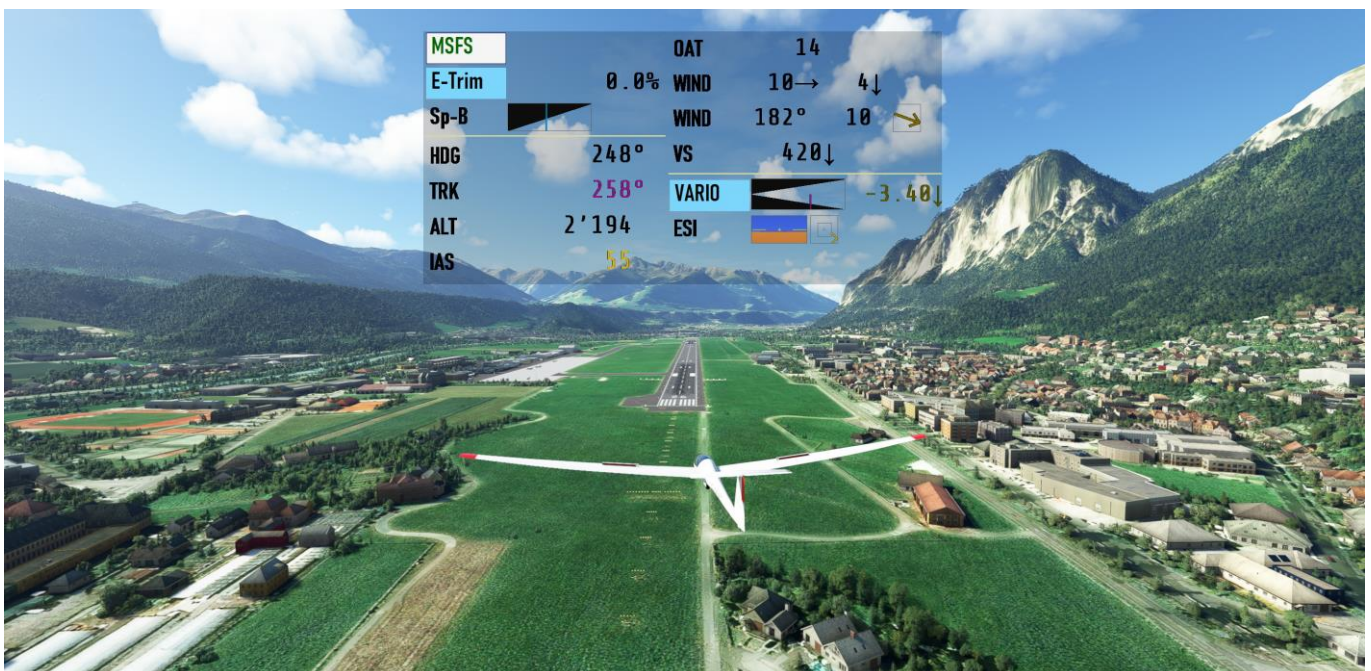 MSFS
E-Trim 0.0%
Sp-B
HDG 248°
TRK 258°
ALT 2’194
IAS 55
OAT 14
WIND 10→ 4↓
WIND 182° 10
VS 420↓
VARIO -3.40↓
ESI